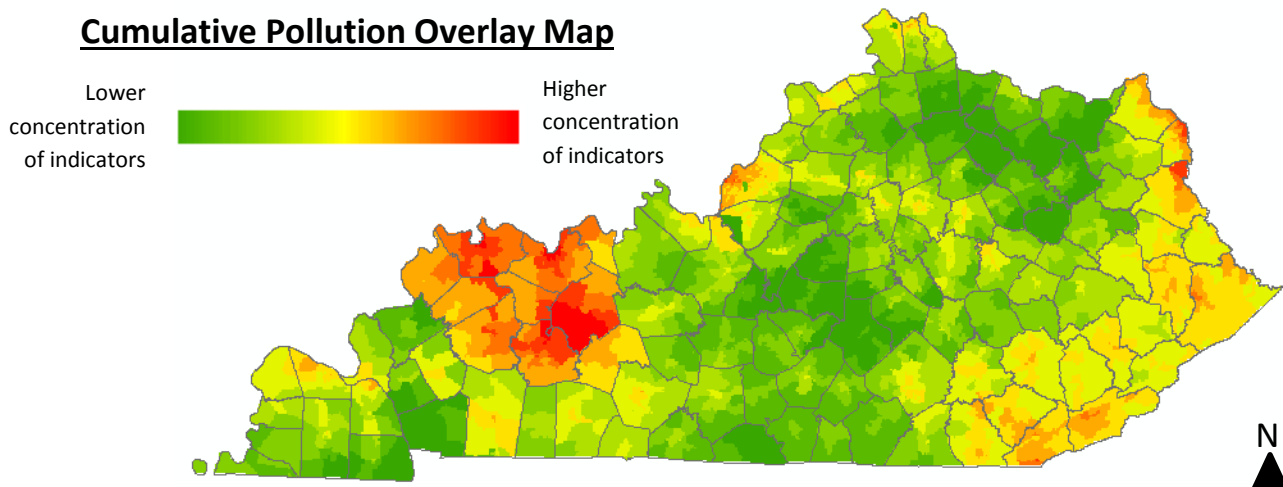 Cumulative Pollution Overlay Map
Lower
concentration
of indicators
Higher
concentration
of indicators
N